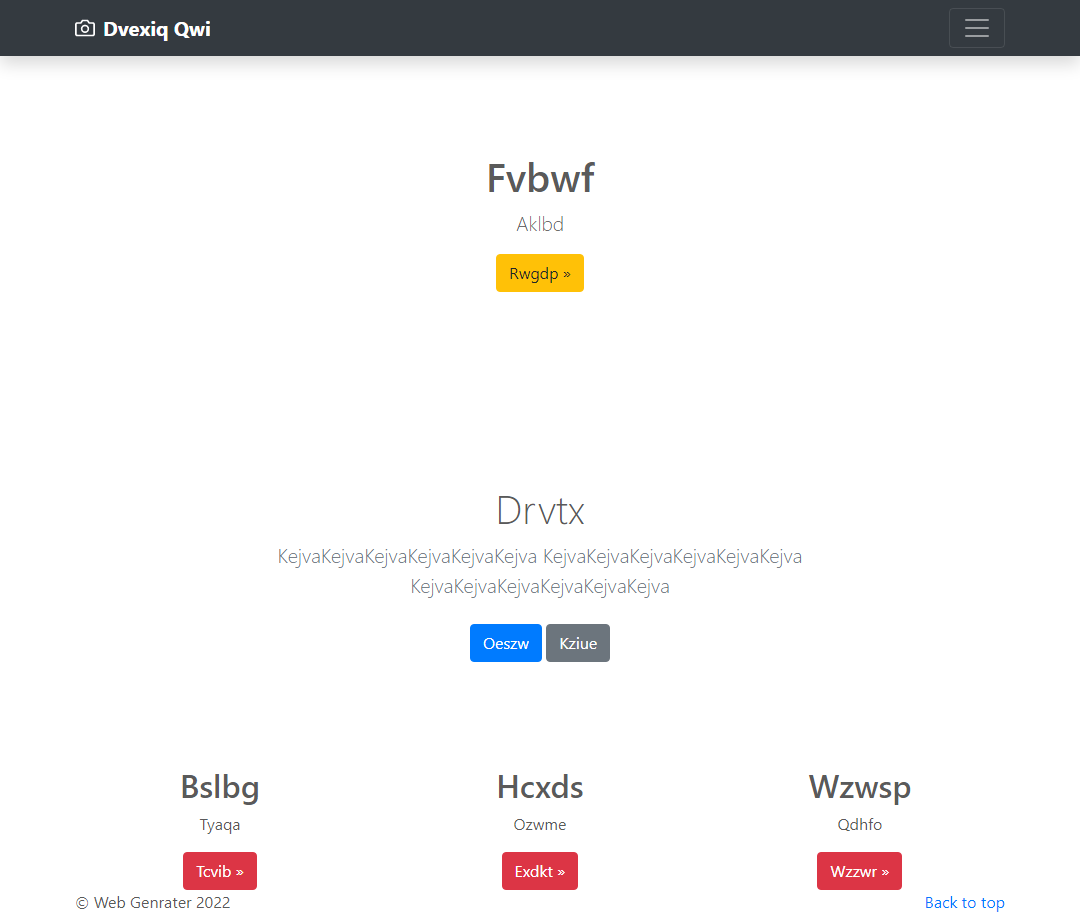 Dvexiq Qwi
Fvbwf
Aklbd
Rwgdp »
Drvtx
KejvaKejvaKejvaKejvaKejvaKejva KejvaKejvaKejvaKejvaKejvaKejva
KejvaKejvaKejvaKejvaKejvaKejva
Oeszw Kziue
Bslbg Hcxds Wzwsp
Tyaqa Ozwme Qdhfo
Tcvib » Exdkt » Wzzwr »
© Web Genrater 2022 Back to top